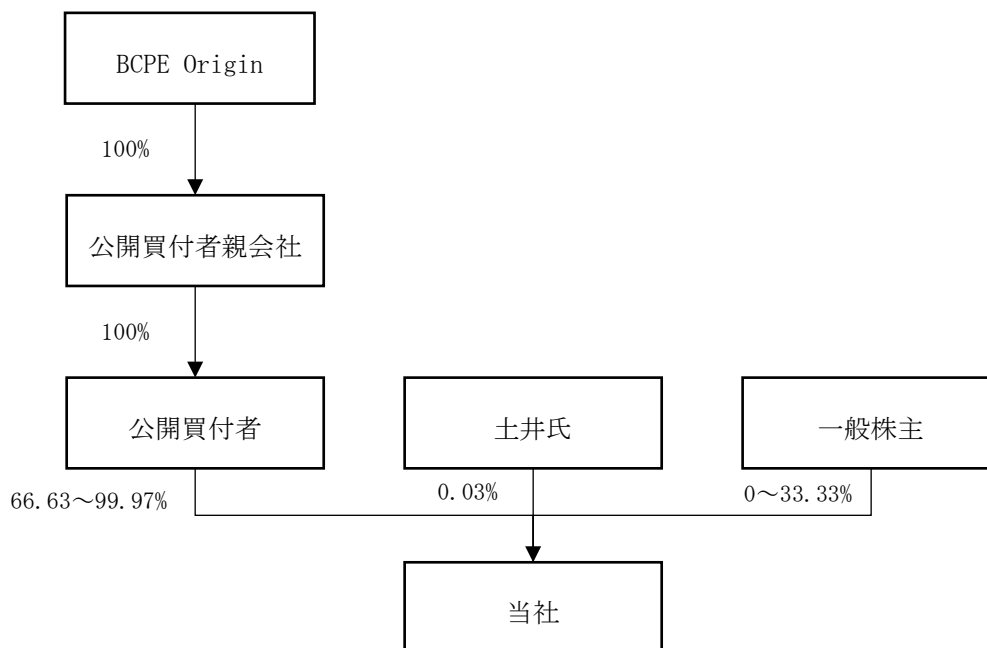 BCPE Origin
100%
公開買付者親会社
100%
公開買付者
土井氏
一般株主
66.63～99.97%
0.03%
0～33.33%
当社